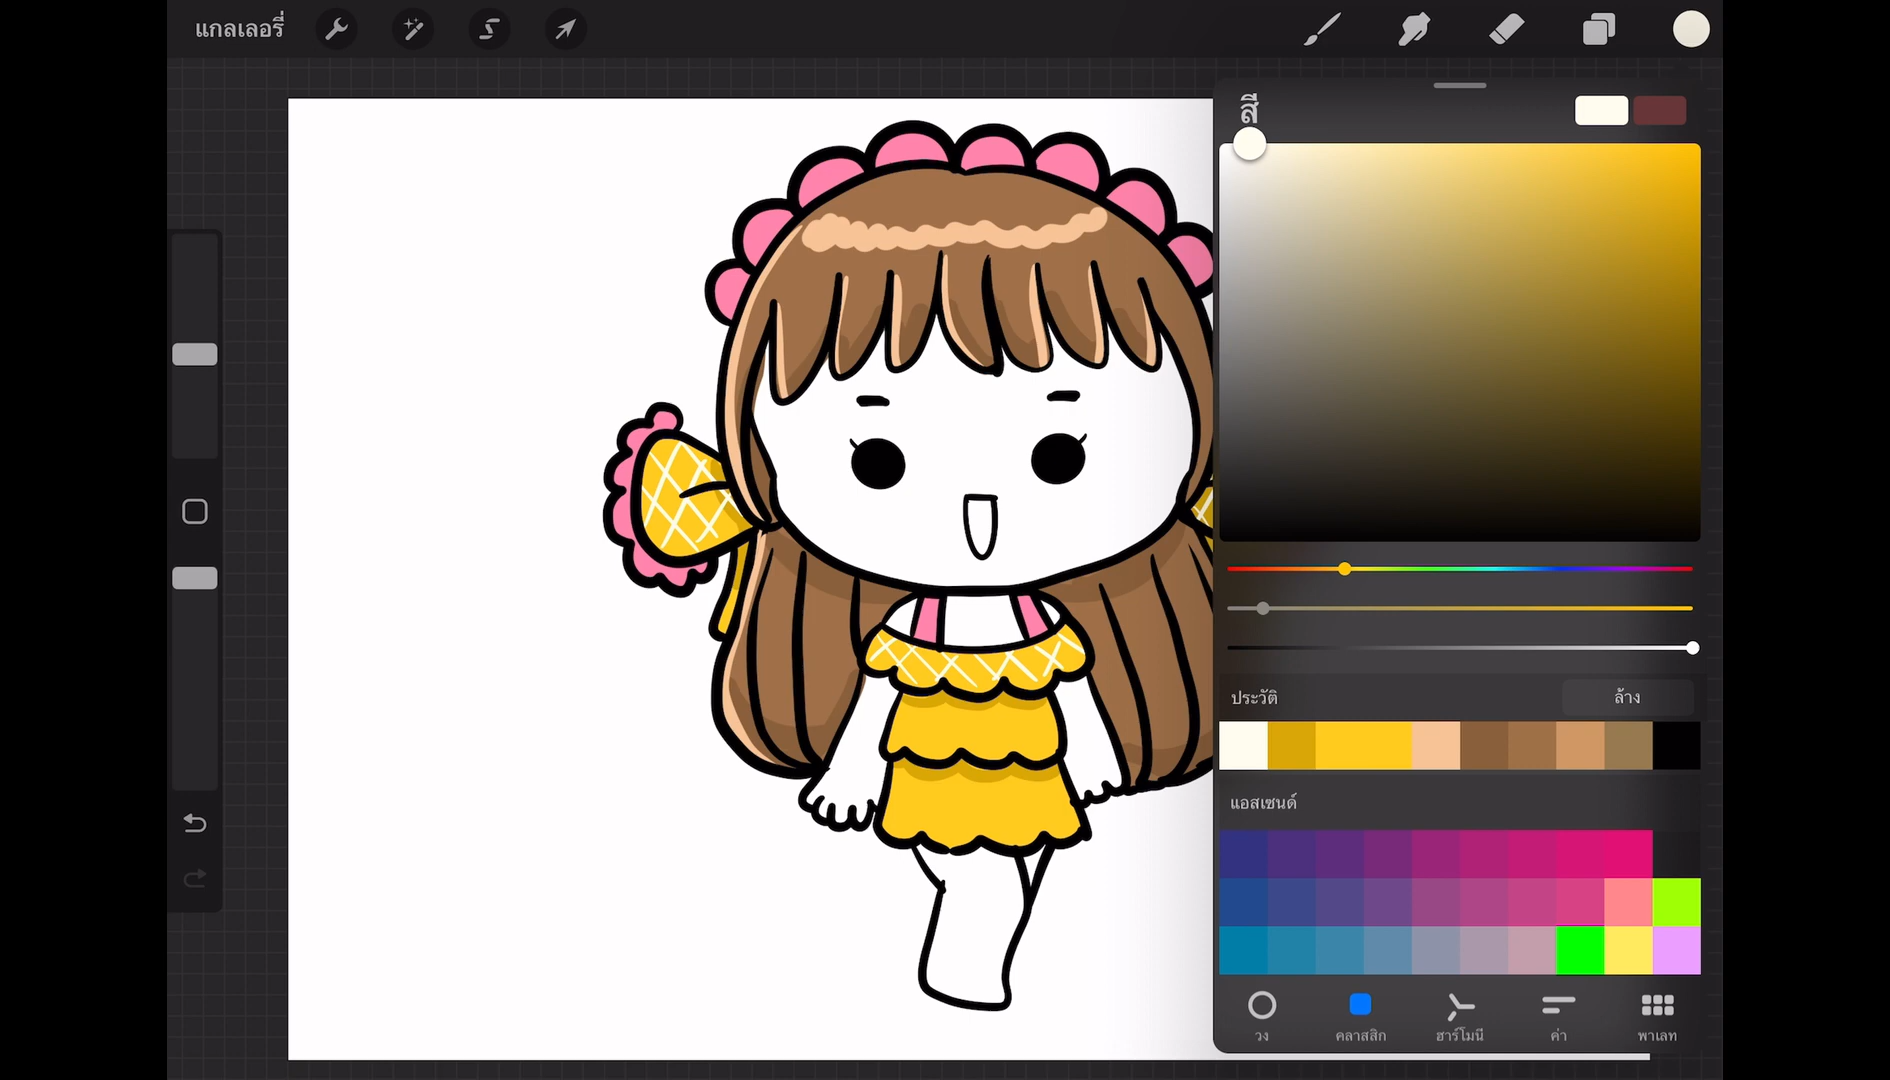 แกลเลอรี่
สี
ประวัติ
ล้าง
แอสเซนด์
วง
คลาสสิก
ฮาร์โมนี
ค่า
พาเลท